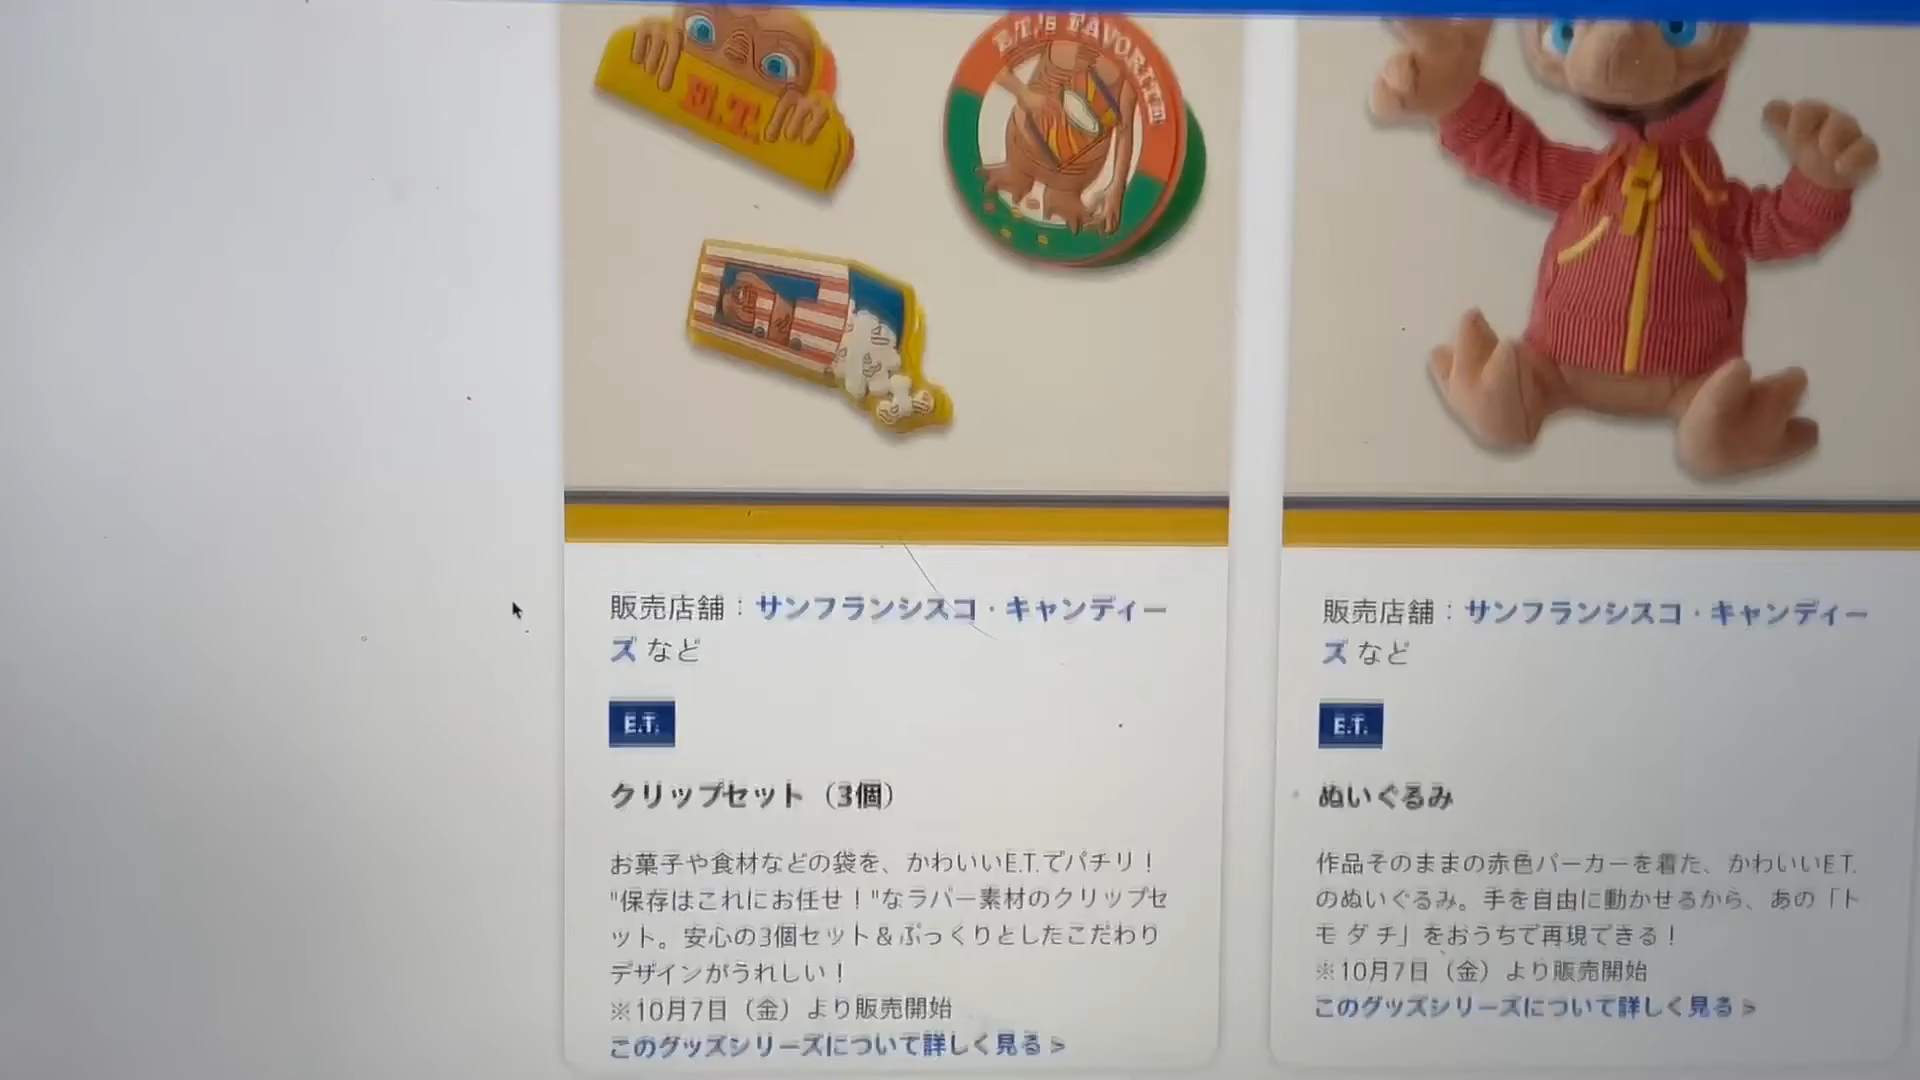 E.T.'S FAVORITES
E.T.
販売店舗：サンフランシスコ・キャンディー
ズ など
E.T.
クリップセット（3個）
お菓子や食材などの袋を、かわいいE.T.でパチリ！
"保存はこれにお任せ！"なラバー素材のクリップセ
ット。安心の3個セット＆ぷっくりとしたこだわり
デザインがうれしい！
※10月7日（金）より販売開始
このグッズシリーズについて詳しく見る >
販売店舗：サンフランシスコ・キャンディー
ズ など
E.T.
ぬいぐるみ
作品そのままの赤色パーカーを着た、かわいいE.T.
のぬいぐるみ。手を自由に動かせるから、あの「ト
モ ダ チ」をおうちで再現できる！
※10月7日（金）より販売開始
このグッズシリーズについて詳しく見る >